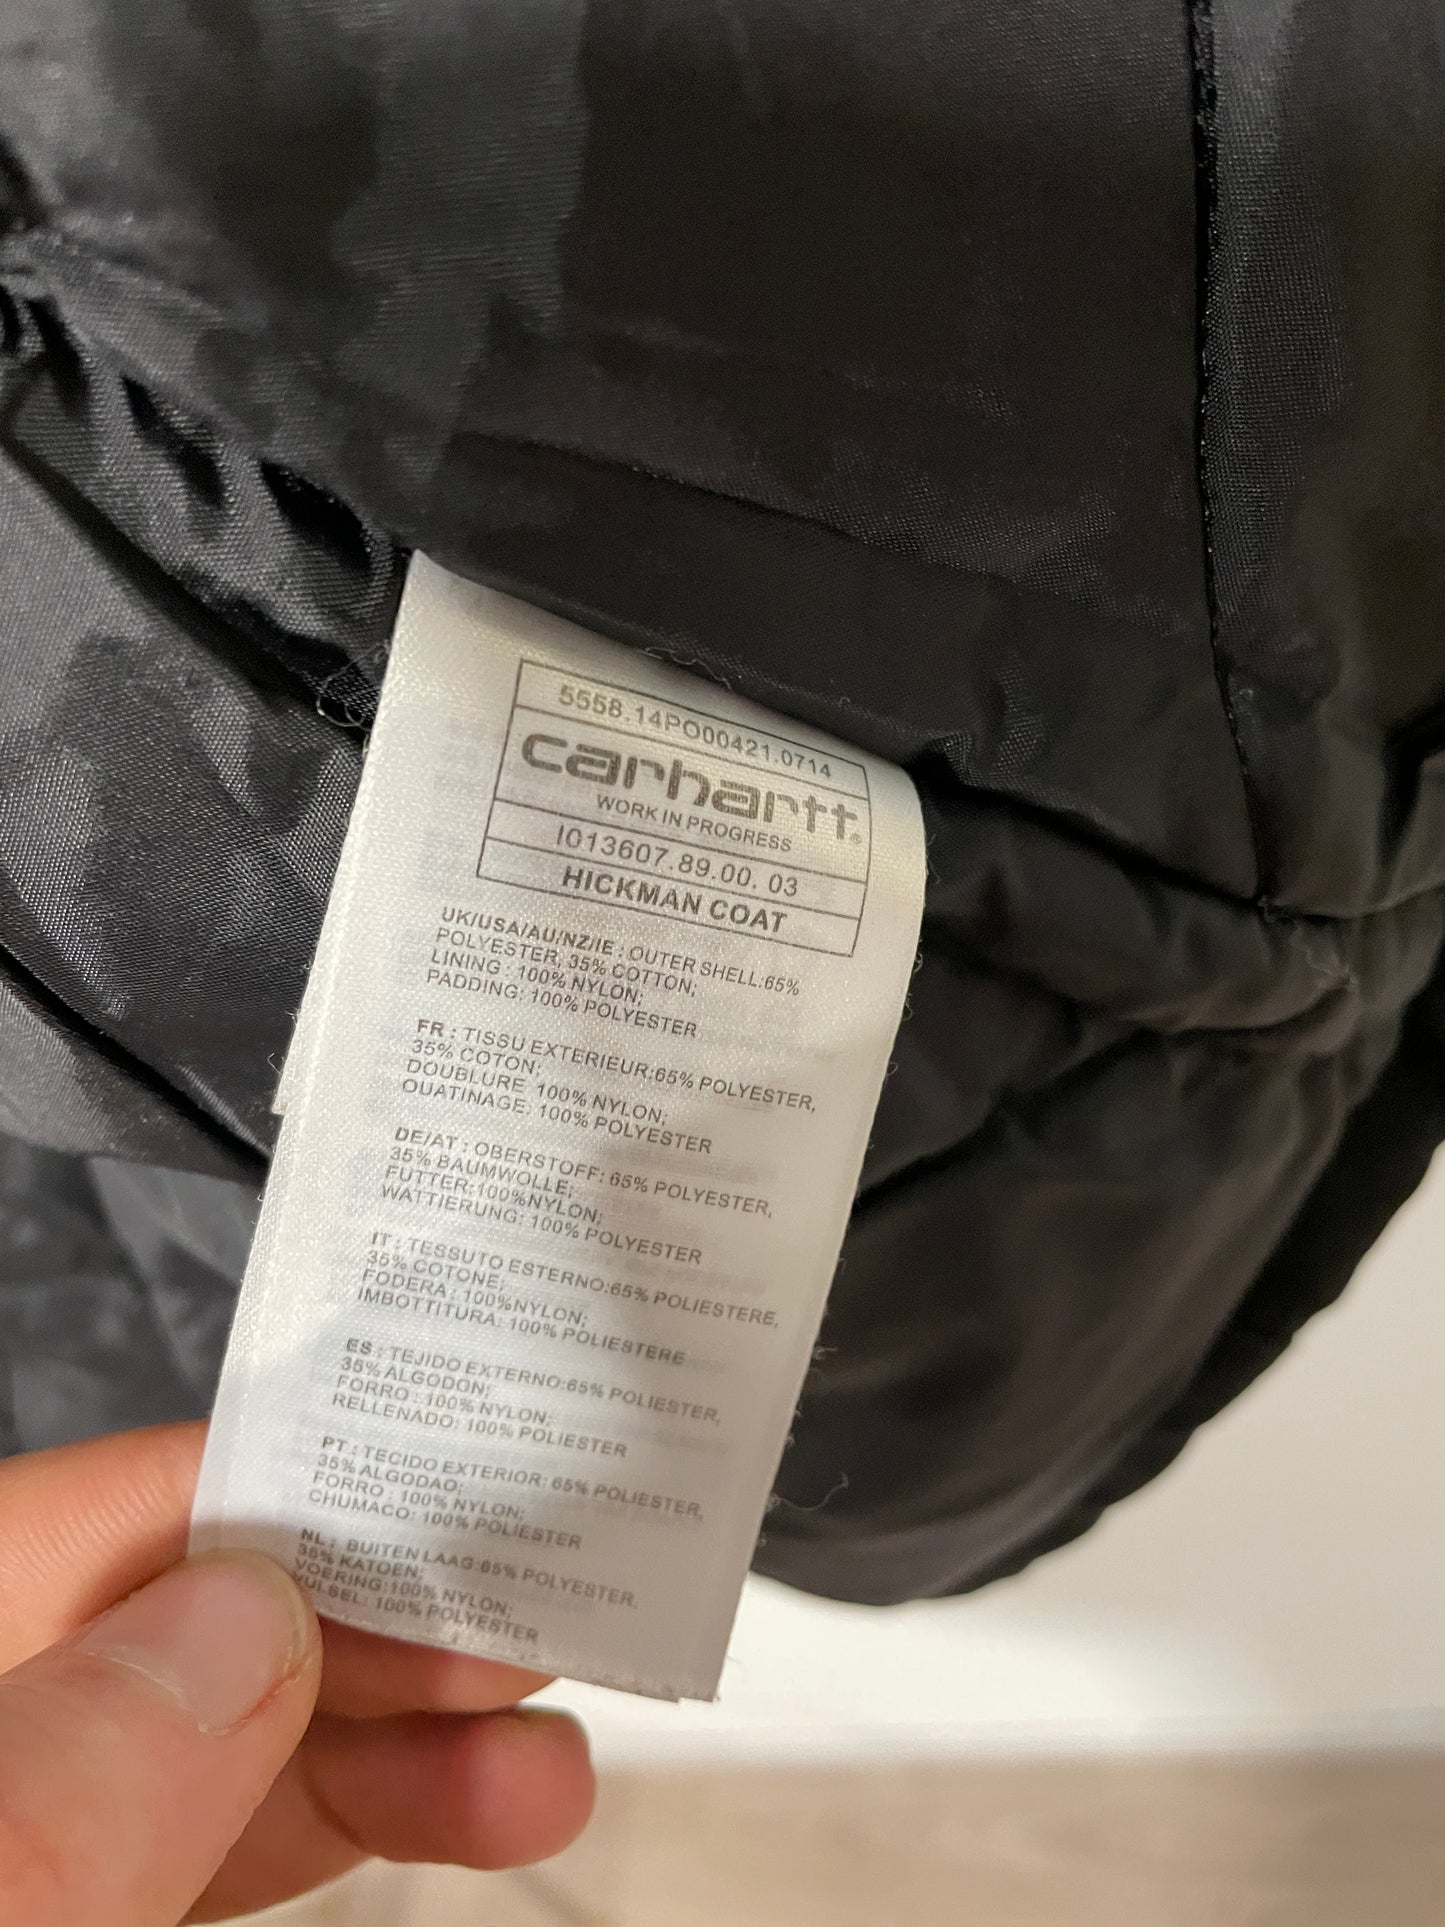 5558.14PO00421.0714
carhartt®
WORK IN PROGRESS
I013607.89.00. 03
HICKMAN COAT
UK/USA/AU/NZ/IE : OUTER SHELL:65%
POLYESTER, 35% COTTON;
LINING : 100% NYLON;
PADDING: 100% POLYESTER
FR : TISSU EXTERIEUR:65% POLYESTER,
35% COTON;
DOUBLURE 100% NYLON;
OUATINAGE: 100% POLYESTER
DE/AT : OBERSTOFF: 65% POLYESTER,
35% BAUMWOLLE;
FUTTER:100%NYLON;
WATTIERUNG: 100% POLYESTER
IT : TESSUTO ESTERNO:65% POLIESTERE,
35% COTONE;
FODERA : 100%NYLON;
IMBOTTITURA: 100% POLIESTERE
ES : TEJIDO EXTERNO:65% POLIESTER,
35% ALGODON;
FORRO : 100% NYLON;
RELLENADO: 100% POLIESTER
PT : TECIDO EXTERIOR: 65% POLIESTER,
35% ALGODAO;
FORRO : 100% NYLON;
CHUMACO: 100% POLIESTER
NL : BUITEN LAAG:65% POLYESTER,
35% KATOEN;
VOERING:100% NYLON;
VULSEL: 100% POLYESTER